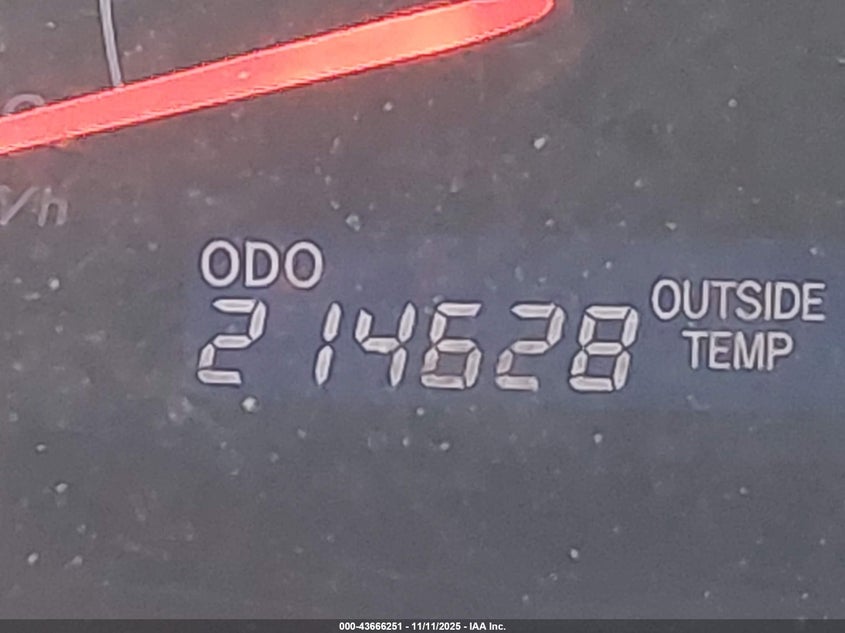 /h
ODO
214628
OUTSIDE
TEMP
000-43666251 - 11/11/2025 - IAA Inc.